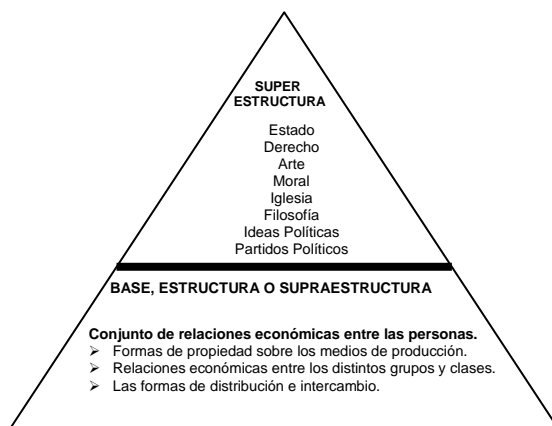 SUPER
ESTRUCTURA
Estado
Derecho
Arte
Moral
Iglesia
Filosofía
Ideas Políticas
Partidos Políticos
BASE, ESTRUCTURA O SUPRAESTRUCTURA
Conjunto de relaciones económicas entre las personas.
➢ Formas de propiedad sobre los medios de producción.
➢ Relaciones económicas entre los distintos grupos y clases.
➢ Las formas de distribución e intercambio.